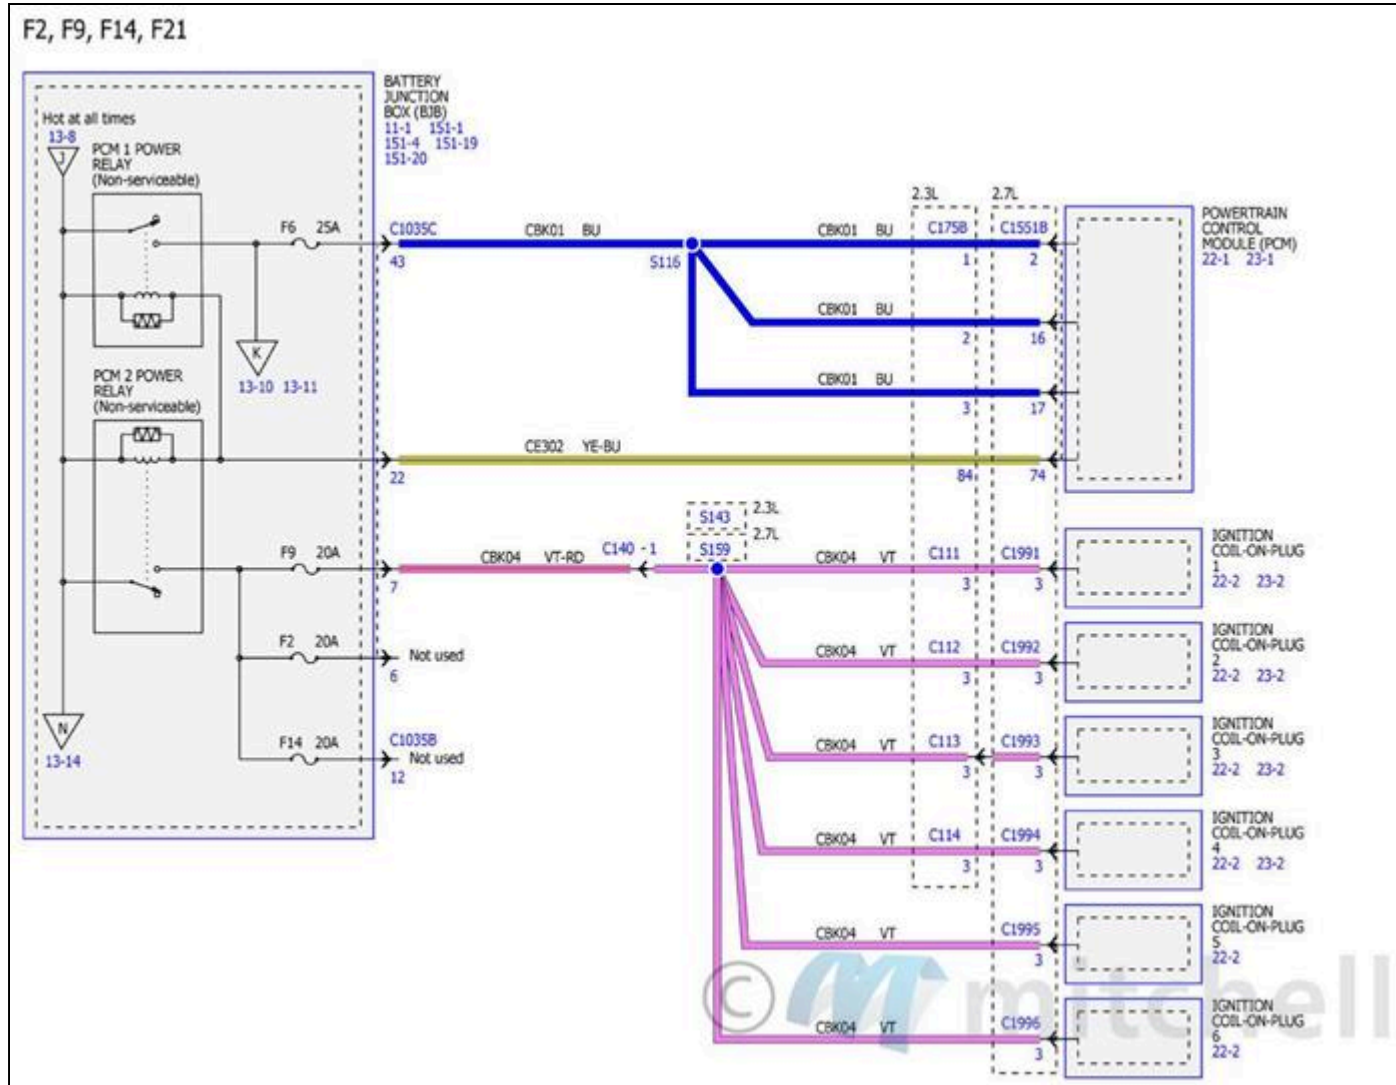 F2, F9, F14, F21
BATTERY
JUNCTION
BOX (BJB)
11-1 151-1
151-4 151-19
151-20
Hot at all times
13-8
J
PCM 1 POWER
RELAY
(Non-serviceable)
F6 25A
C1035C
43
CBK01 BU
S116
K
13-10 13-11
PCM 2 POWER
RELAY
(Non-serviceable)
22
CE302 YE-BU
F9 20A
7
CBK04 VT-RD
C140 - 1
S143
2.3L
S159
2.7L
F2 20A
6
Not used
F14 20A
C1035B
12
Not used
N
13-14
2.3L
2.7L
CBK01 BU
C175B
1
C1551B
2
POWERTRAIN
CONTROL
MODULE (PCM)
22-1 23-1
CBK01 BU
2
16
CBK01 BU
3
17
84
74
CBK04 VT
C111
3
C1991
3
IGNITION
COIL-ON-PLUG
1
22-2 23-2
CBK04 VT
C112
3
C1992
3
IGNITION
COIL-ON-PLUG
2
22-2 23-2
CBK04 VT
C113
3
C1993
3
IGNITION
COIL-ON-PLUG
3
22-2 23-2
CBK04 VT
C114
3
C1994
3
IGNITION
COIL-ON-PLUG
4
22-2 23-2
CBK04 VT
C1995
3
IGNITION
COIL-ON-PLUG
5
22-2
CBK04 VT
C1996
3
IGNITION
COIL-ON-PLUG
6
22-2
© mitchell